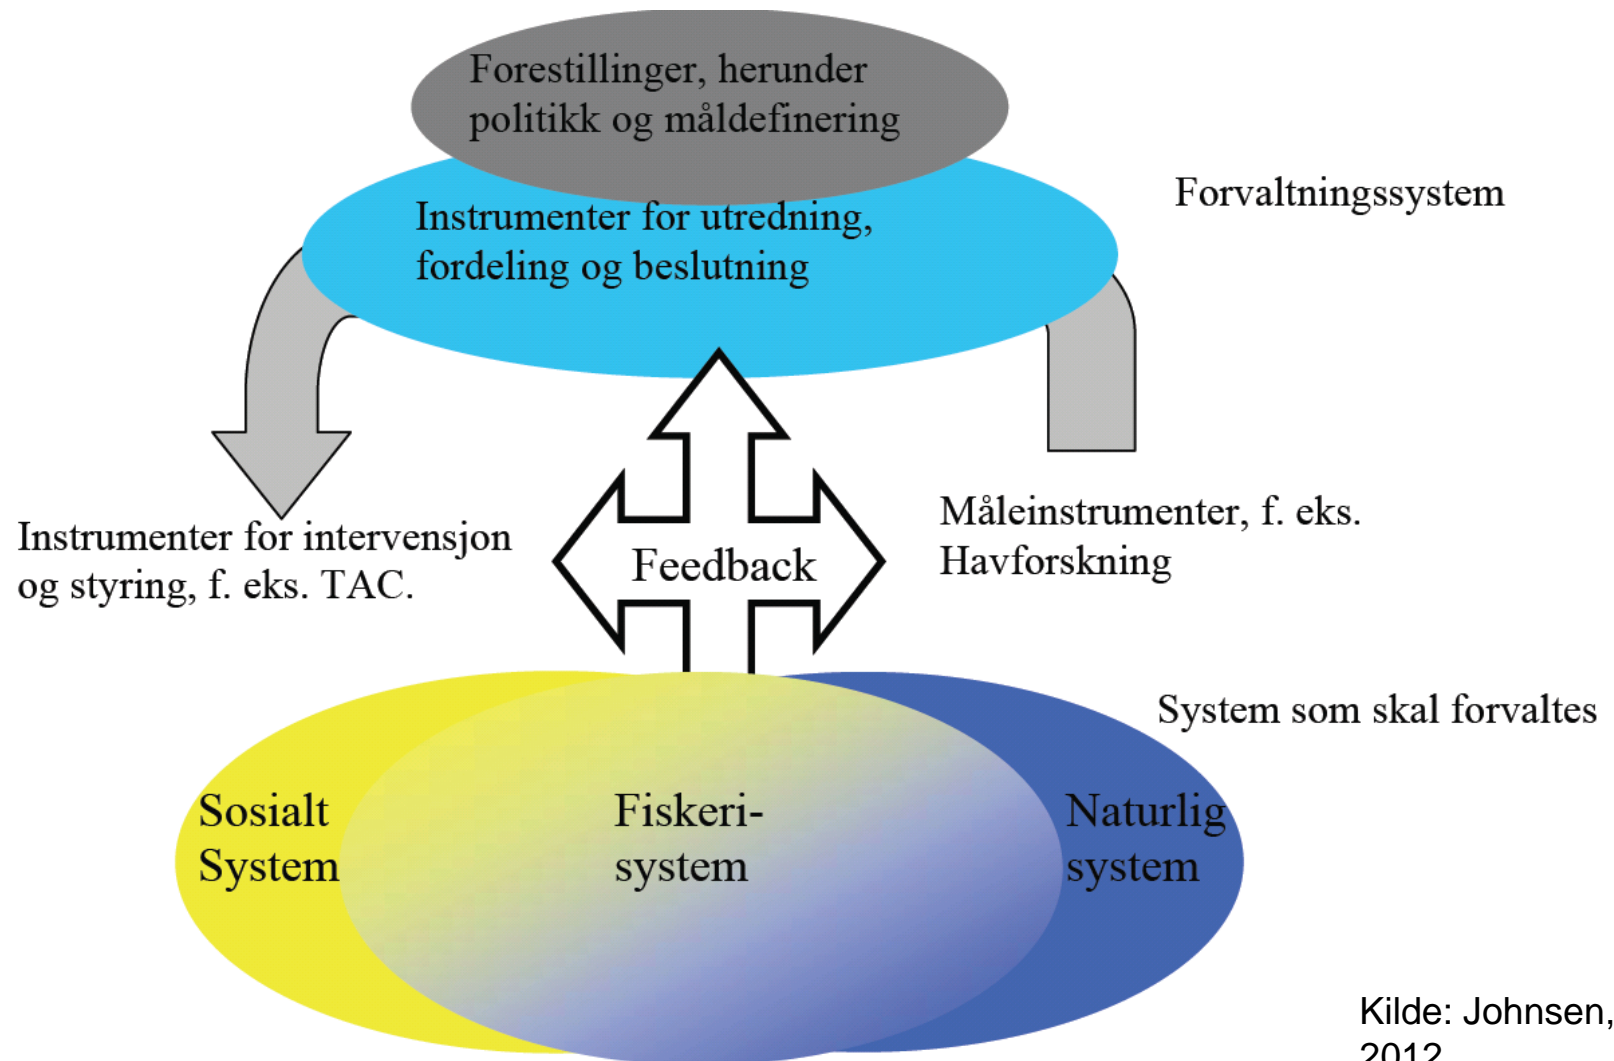 Forestillinger, herunder
politikk og måldefinering
Forvaltningssystem
Instrumenter for utredning,
fordeling og beslutning
Instrumenter for intervensjon
og styring, f. eks. TAC.
Feedback
Måleinstrumenter, f. eks.
Havforskning
System som skal forvaltes
Sosialt
System
Fiskeri-
system
Naturlig
system
Kilde: Johnsen,
2012